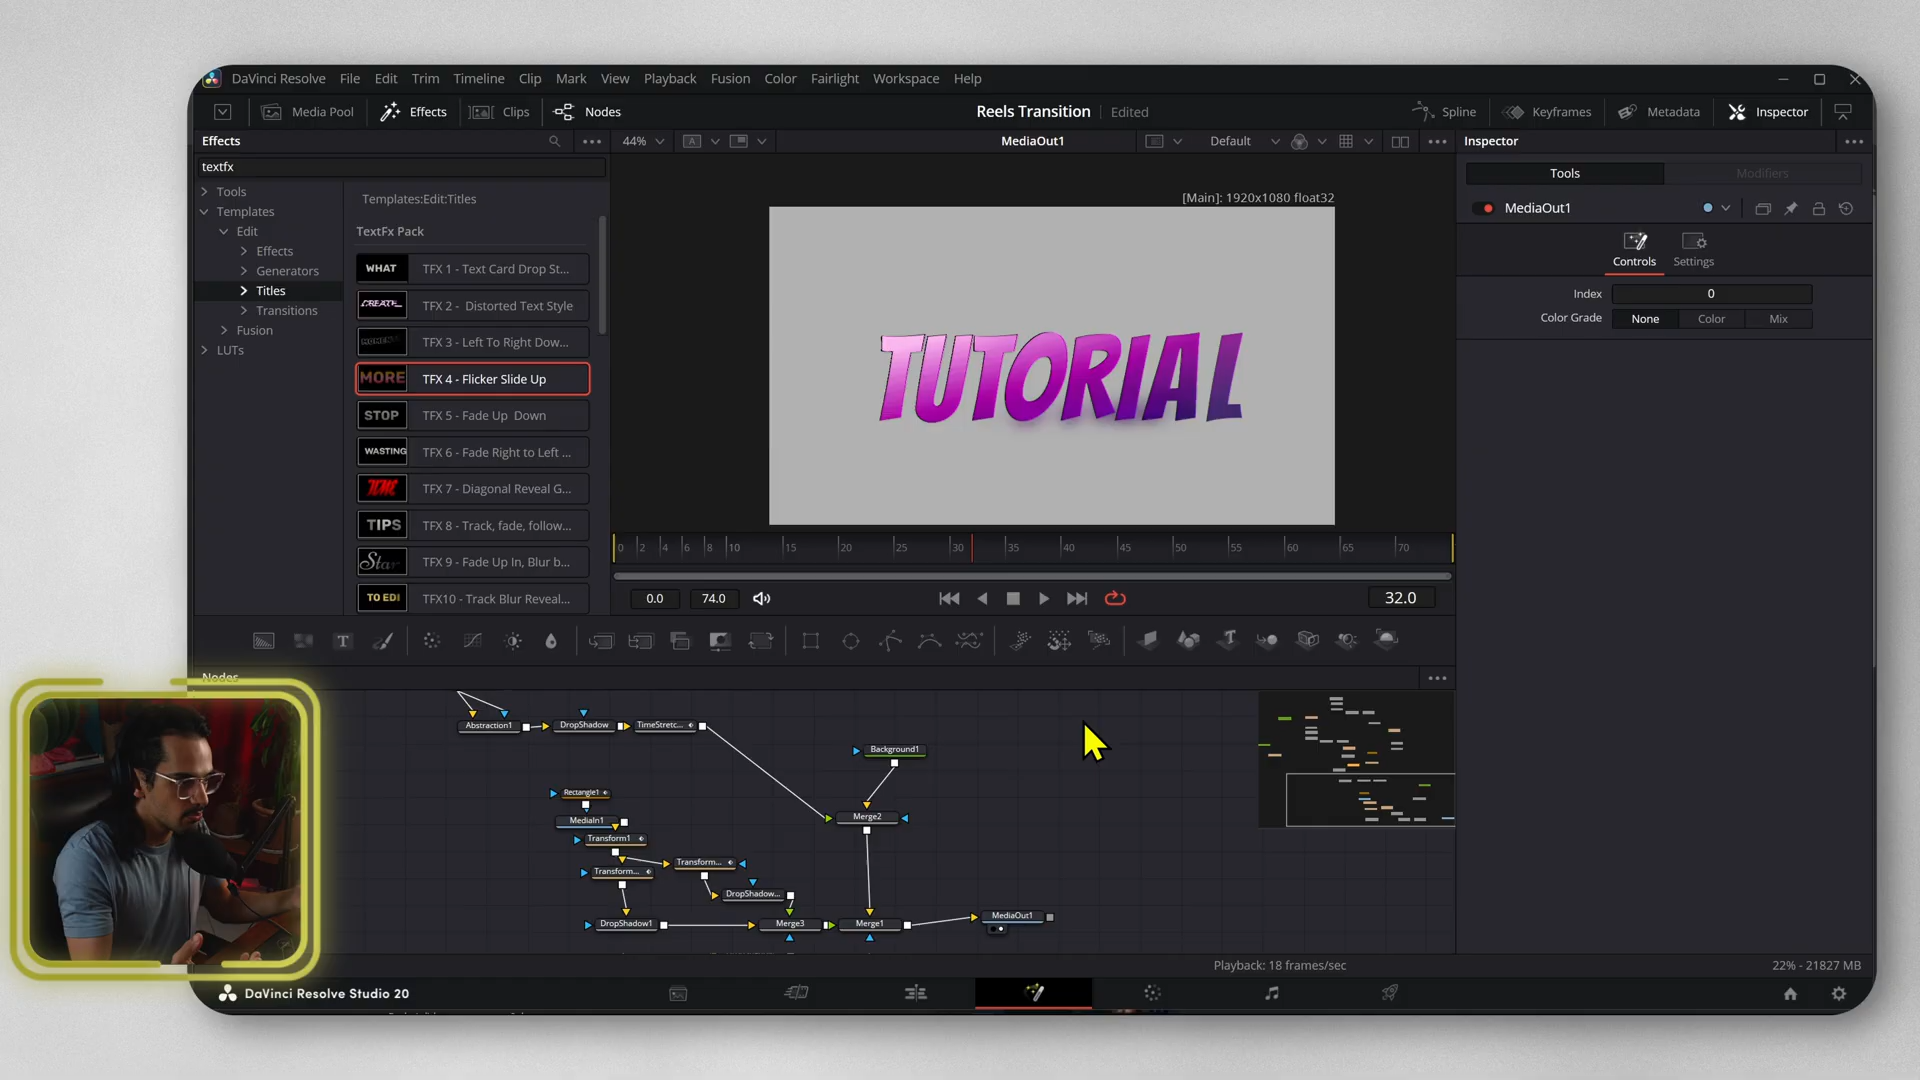 DaVinci Resolve File Edit Trim Timeline Clip Mark View Playback Fusion Color Fairlight Workspace Help
Media Pool Effects Clips Nodes Reels Transition Edited Spline Keyframes Metadata Inspector
Effects 44% A MediaOut1 Default Inspector
textfx
Tools
Templates
Edit
Effects
Generators
Titles
Transitions
Fusion
LUTs
Templates:Edit:Titles
TextFx Pack
WHAT TFX 1 - Text Card Drop St...
CREATE_ TFX 2 - Distorted Text Style
TFX 3 - Left To Right Dow...
MORE TFX 4 - Flicker Slide Up
STOP TFX 5 - Fade Up Down
WASTING TFX 6 - Fade Right to Left ...
TIME TFX 7 - Diagonal Reveal G...
TIPS TFX 8 - Track, fade, follow...
Star TFX 9 - Fade Up In, Blur b...
TO EDI TFX10 - Track Blur Reveal...
[Main]: 1920x1080 float32
TUTORIAL
0 2 4 6 8 10 15 20 25 30 35 40 45 50 55 60 65 70
0.0 74.0 32.0
Tools Modifiers
MediaOut1
Controls Settings
Index 0
Color Grade None Color Mix
T T
Nodes
Abstraction1 DropShadow TimeStretc...
Background1
Rectangle1
MediaIn1 Merge2
Transform1
Transform... Transform...
DropShadow...
DropShadow1 Merge3 Merge1 MediaOut1
Playback: 18 frames/sec 22% - 21827 MB
DaVinci Resolve Studio 20